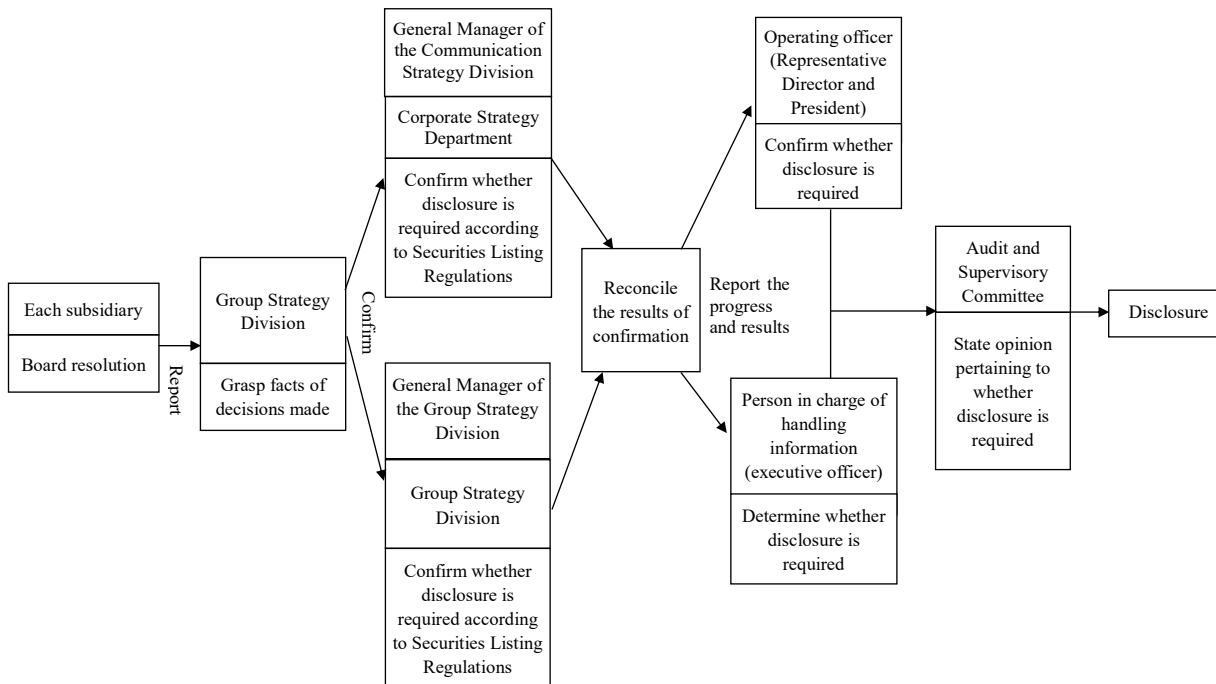 Each subsidiary
Board resolution
Report
Group Strategy
Division
Grasp facts of
decisions made
Confirm
General Manager of
the Communication
Strategy Division
Corporate Strategy
Department
Confirm whether
disclosure is
required according
to Securities Listing
Regulations
General Manager of
the Group Strategy
Division
Group Strategy
Division
Confirm whether
disclosure is
required according
to Securities Listing
Regulations
Reconcile
the results of
confirmation
Report the
progress
and results
Operating officer
(Representative
Director and
President)
Confirm whether
disclosure is
required
Person in charge of
handling
information
(executive officer)
Determine whether
disclosure is
required
Audit and
Supervisory
Committee
State opinion
pertaining to
whether
disclosure is
required
Disclosure